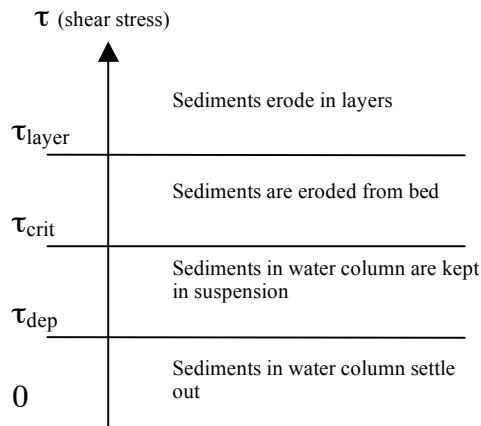 τ (shear stress)
Sediments erode in layers
τlayer
Sediments are eroded from bed
τcrit
Sediments in water column are kept
in suspension
τdep
Sediments in water column settle
out
0